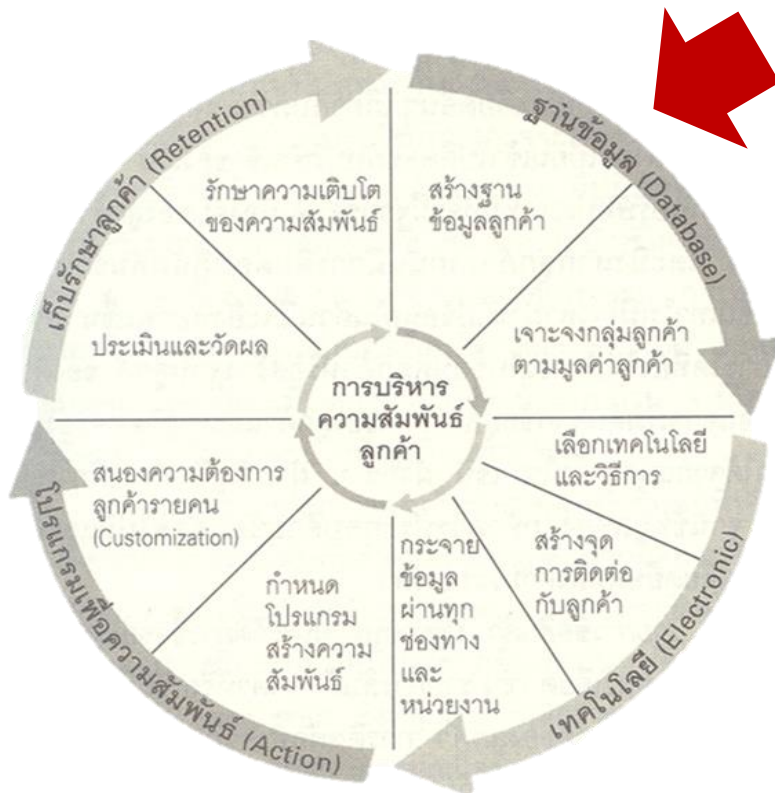 ฐานข้อมูล (Database)
สร้างฐาน
ข้อมูลลูกค้า
เจาะจงกลุ่มลูกค้า
ตามมูลค่าลูกค้า
เทคโนโลยี (Electronic)
เลือกเทคโนโลยี
และวิธีการ
สร้างจุด
การติดต่อ
กับลูกค้า
กระจาย
ข้อมูล
ผ่านทุก
ช่องทาง
และ
หน่วยงาน
โปรแกรมเพื่อความสัมพันธ์ (Action)
กำหนด
โปรแกรม
สร้างความ
สัมพันธ์
สนองความต้องการ
ลูกค้ารายคน
(Customization)
เก็บรักษาลูกค้า (Retention)
ประเมินและวัดผล
รักษาความเติบโต
ของความสัมพันธ์
การบริหาร
ความสัมพันธ์
ลูกค้า